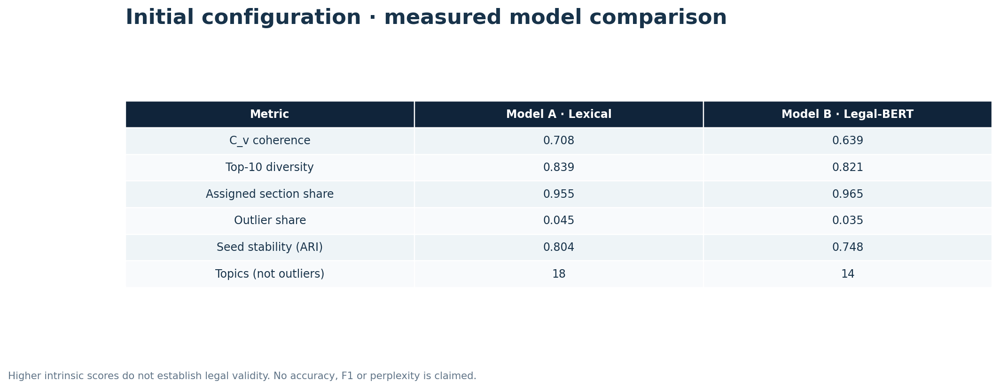 Initial configuration · measured model comparison
Metric Model A · Lexical Model B · Legal-BERT
C_v coherence 0.708 0.639
Top-10 diversity 0.839 0.821
Assigned section share 0.955 0.965
Outlier share 0.045 0.035
Seed stability (ARI) 0.804 0.748
Topics (not outliers) 18 14
Higher intrinsic scores do not establish legal validity. No accuracy, F1 or perplexity is claimed.